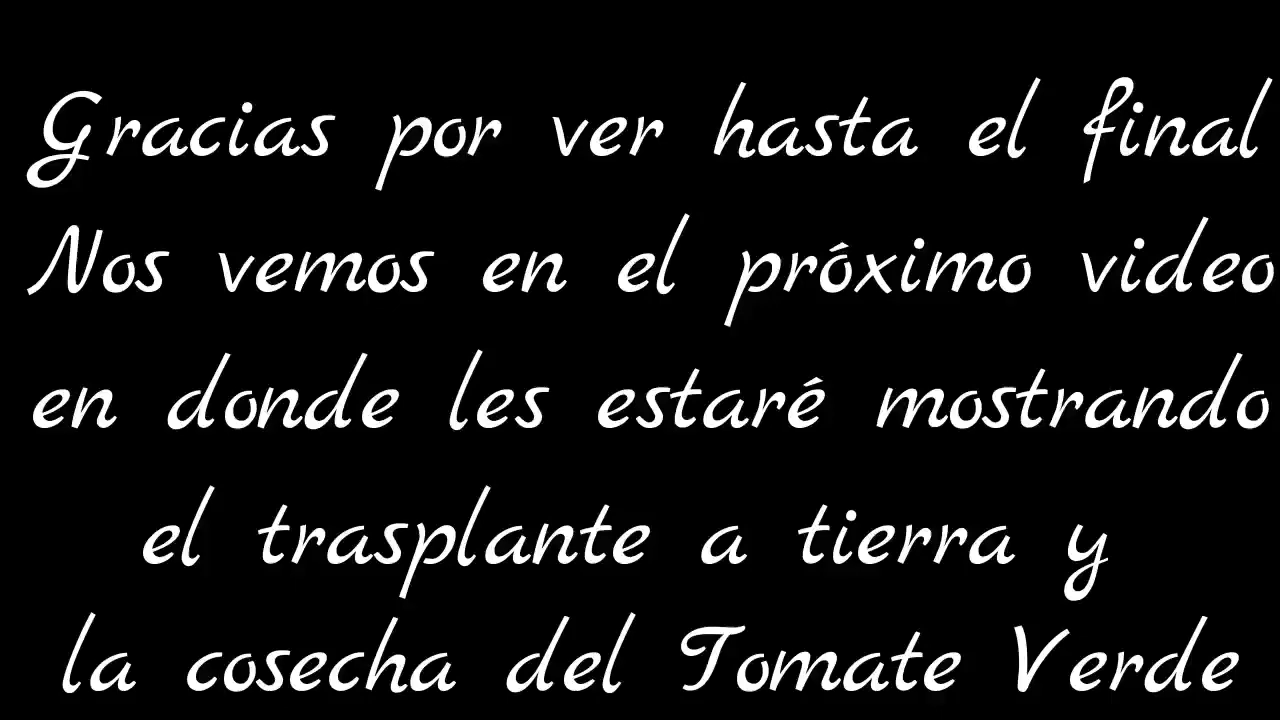 Gracias por ver hasta el final
Nos vemos en el próximo video
en donde les estaré mostrando
el trasplante a tierra y
la cosecha del Tomate Verde